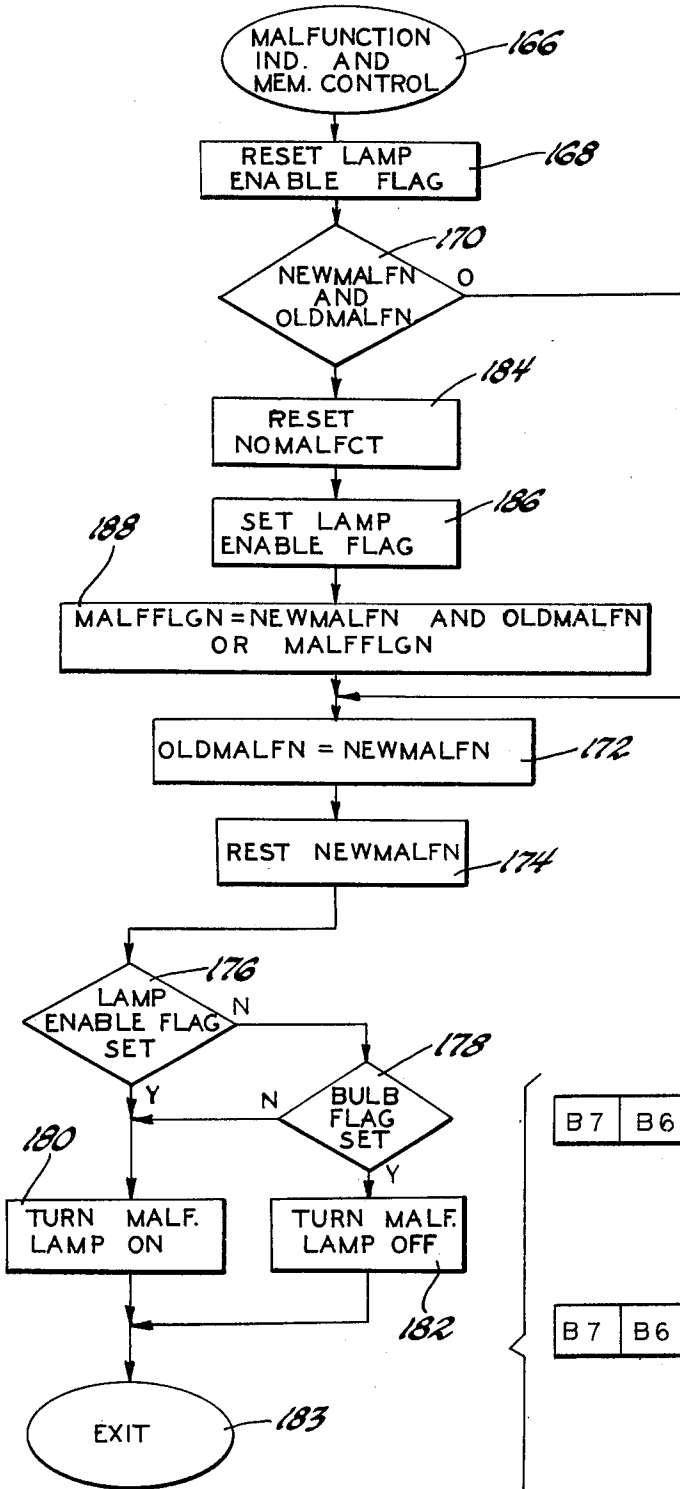 MALFUNCTION
IND. AND
MEM. CONTROL
166
RESET LAMP
ENABLE FLAG
168
170
NEWMALFN
AND
OLDMALFN
O
184
RESET
NOMALFCT
186
SET LAMP
ENABLE FLAG
188
MALFFLGN = NEWMALFN AND OLDMALFN
OR MALFFLGN
OLDMALFN = NEWMALFN
172
REST NEWMALFN
174
176
LAMP
ENABLE FLAG
SET
N
Y
178
BULB
FLAG
SET
N
Y
180
TURN MALF.
LAMP ON
TURN MALF.
LAMP OFF
182
EXIT
183
B7 B6
B7 B6